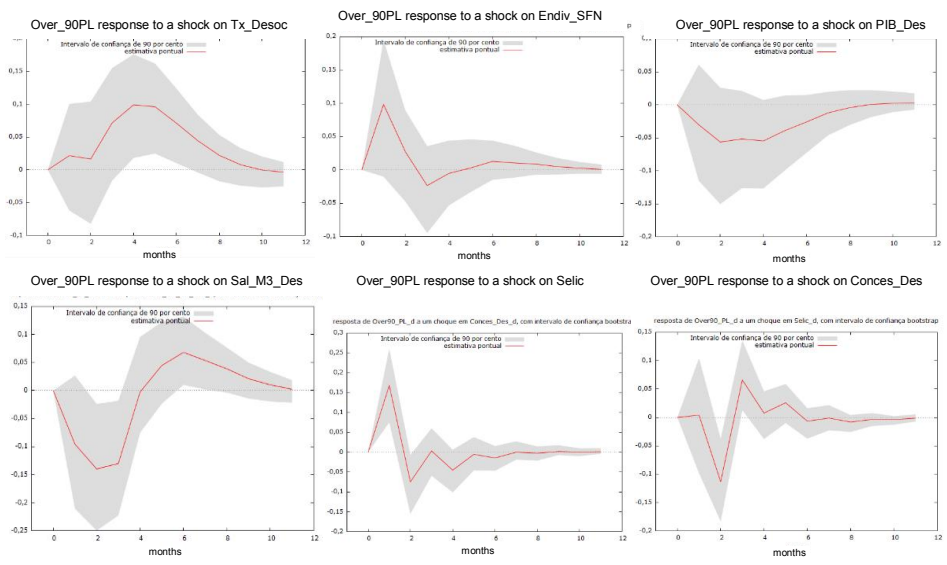 Over_90PL response to a shock on Tx_Desoc
Intervalo de confiança de 90 por cento
estimativa pontual
0,15
0,1
0,05
0
-0,05
-0,1
0 2 4 6 8 10 12
months
Over_90PL response to a shock on Endiv_SFN
Intervalo de confiança de 90 por cento
estimativa pontual
0,2
0,15
0,1
0,05
0
-0,05
-0,1
0 2 4 6 8 10 12
months
Over_90PL response to a shock on PIB_Des
Intervalo de confiança de 90 por cento
estimativa pontual
0,05
0
-0,05
-0,1
-0,15
-0,2
0 2 4 6 8 10 12
months
Over_90PL response to a shock on Sal_M3_Des
Intervalo de confiança de 90 por cento
estimativa pontual
0,15
0,1
0,05
0
-0,05
-0,1
-0,15
-0,2
-0,25
0 2 4 6 8 10 12
months
Over_90PL response to a shock on Selic
resposta de Over90_PL_d a um choque em Conces_Des_d, com intervalo de confiança bootstra
Intervalo de confiança de 90 por cento
estimativa pontual
0,3
0,25
0,2
0,15
0,1
0,05
0
-0,05
-0,1
-0,15
-0,2
0 2 4 6 8 10 12
months
Over_90PL response to a shock on Conces_Des
resposta de Over90_PL_d a um choque em Selic_d, com intervalo de confiança bootstrap
Intervalo de confiança de 90 por cento
estimativa pontual
0,15
0,1
0,05
0
-0,05
-0,1
-0,15
-0,2
0 2 4 6 8 10 12
months